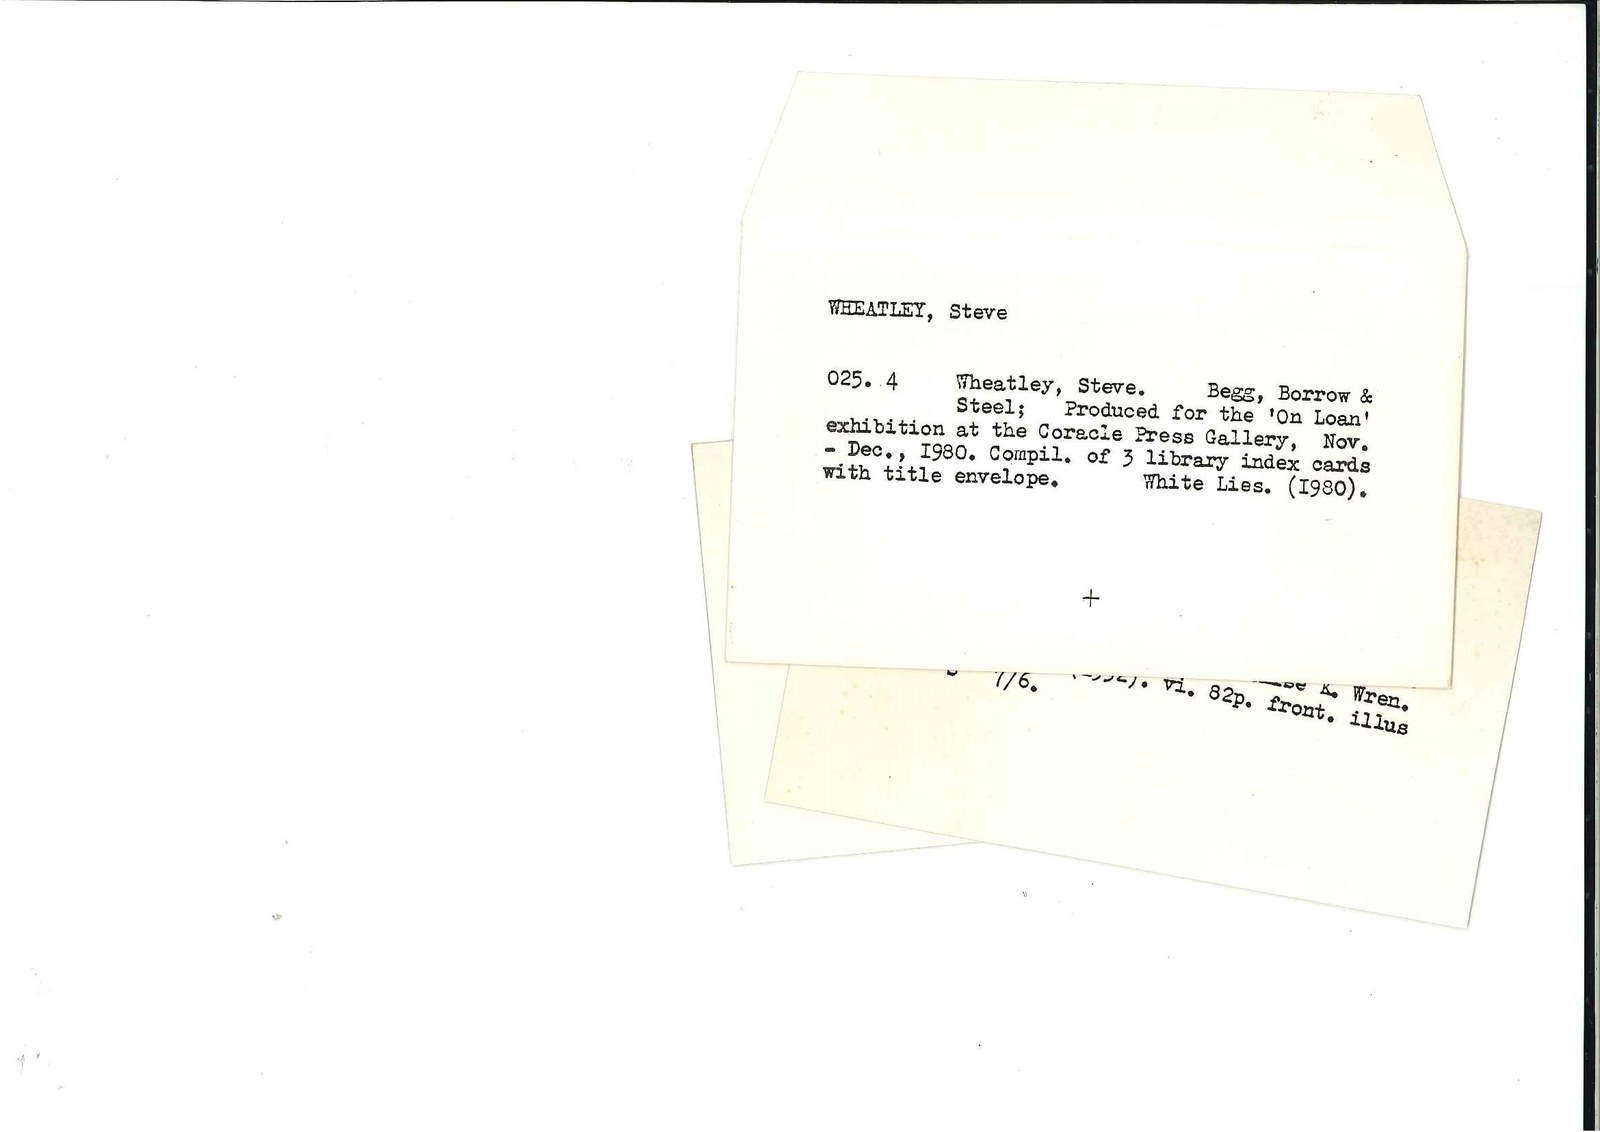 WHEATLEY, Steve
025. 4 Wheatley, Steve. Begg, Borrow &
Steel; Produced for the 'On Loan'
exhibition at the Coracle Press Gallery, Nov.
- Dec., I980. Compil. of 3 library index cards
with title envelope. White Lies. (I980).
+
K. Wren.
7/6. vi. 82p. front. illus